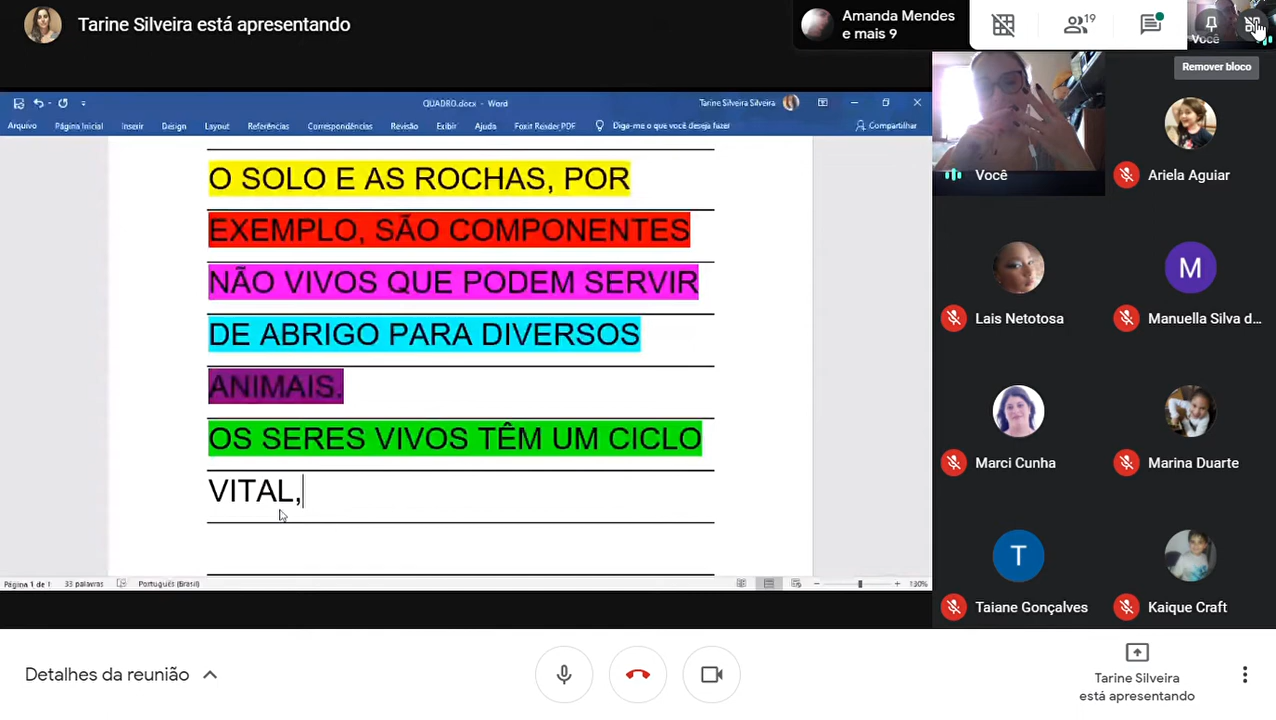 Tarine Silveira está apresentando
Amanda Mendes
e mais 9
19
Você
Remover bloco
QUADRO.docx - Word
Tarine Silveira Silveira
Arquivo Página Inicial Inserir Design Layout Referências Correspondências Revisão Exibir Ajuda Foxit Reader PDF Diga-me o que você deseja fazer Compartilhar
O SOLO E AS ROCHAS, POR
EXEMPLO, SÃO COMPONENTES
NÃO VIVOS QUE PODEM SERVIR
DE ABRIGO PARA DIVERSOS
ANIMAIS.
OS SERES VIVOS TÊM UM CICLO
VITAL,
Página 1 de 1 33 palavras Português (Brasil) 130%
Você
Ariela Aguiar
Lais Netotosa
M
Manuella Silva d...
Marci Cunha
Marina Duarte
T
Taiane Gonçalves
Kaique Craft
Detalhes da reunião
Tarine Silveira
está apresentando